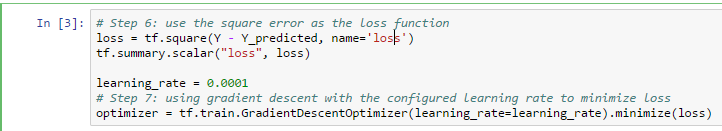 In [3]: # Step 6: use the square error as the loss function
loss = tf.square(Y - Y_predicted, name='loss')
tf.summary.scalar("loss", loss)
learning_rate = 0.0001
# Step 7: using gradient descent with the configured learning rate to minimize loss
optimizer = tf.train.GradientDescentOptimizer(learning_rate=learning_rate).minimize(loss)